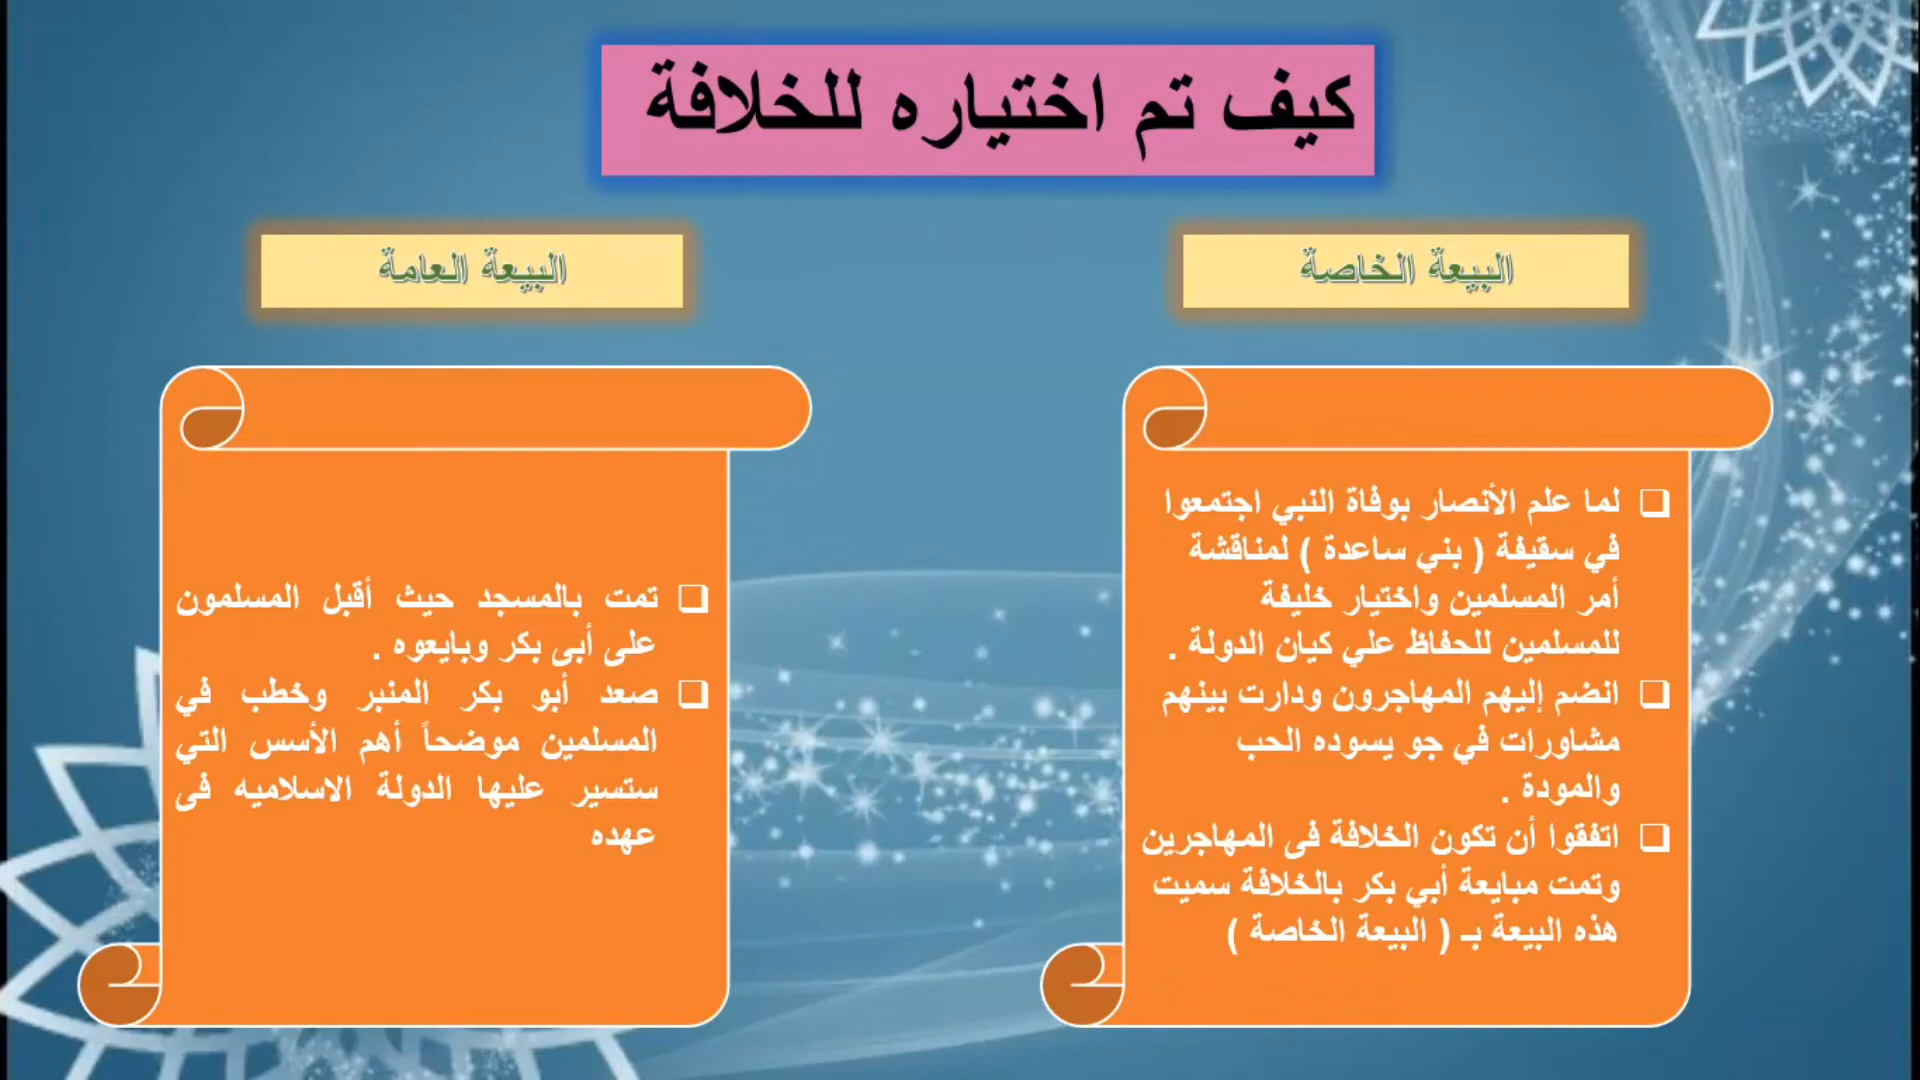 كيف تم اختياره للخلافة
البيعة الخاصة
❑ لما علم الأنصار بوفاة النبي اجتمعوا
في سقيفة ( بني ساعدة ) لمناقشة
أمر المسلمين واختيار خليفة
للمسلمين للحفاظ علي كيان الدولة .
❑ انضم إليهم المهاجرون ودارت بينهم
مشاورات في جو يسوده الحب
والمودة .
❑ اتفقوا أن تكون الخلافة فى المهاجرين
وتمت مبايعة أبي بكر بالخلافة سميت
هذه البيعة بـ ( البيعة الخاصة )
البيعة العامة
❑ تمت بالمسجد حيث أقبل المسلمون
على أبى بكر وبايعوه .
❑ صعد أبو بكر المنبر وخطب في
المسلمين موضحاً أهم الأسس التي
ستسير عليها الدولة الاسلاميه فى
عهده